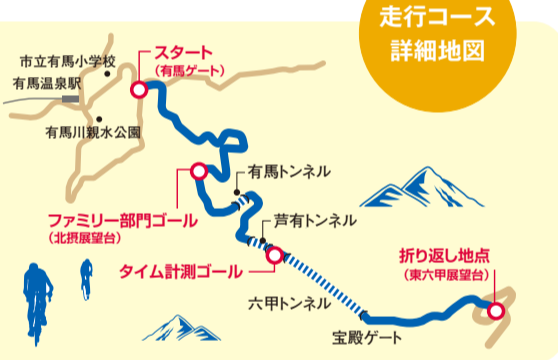 走行コース
詳細地図
スタート
（有馬ゲート）
市立有馬小学校
有馬温泉駅
有馬川親水公園
有馬トンネル
ファミリー部門ゴール
（北摂展望台）
芦有トンネル
タイム計測ゴール
折り返し地点
（東六甲展望台）
六甲トンネル
宝殿ゲート